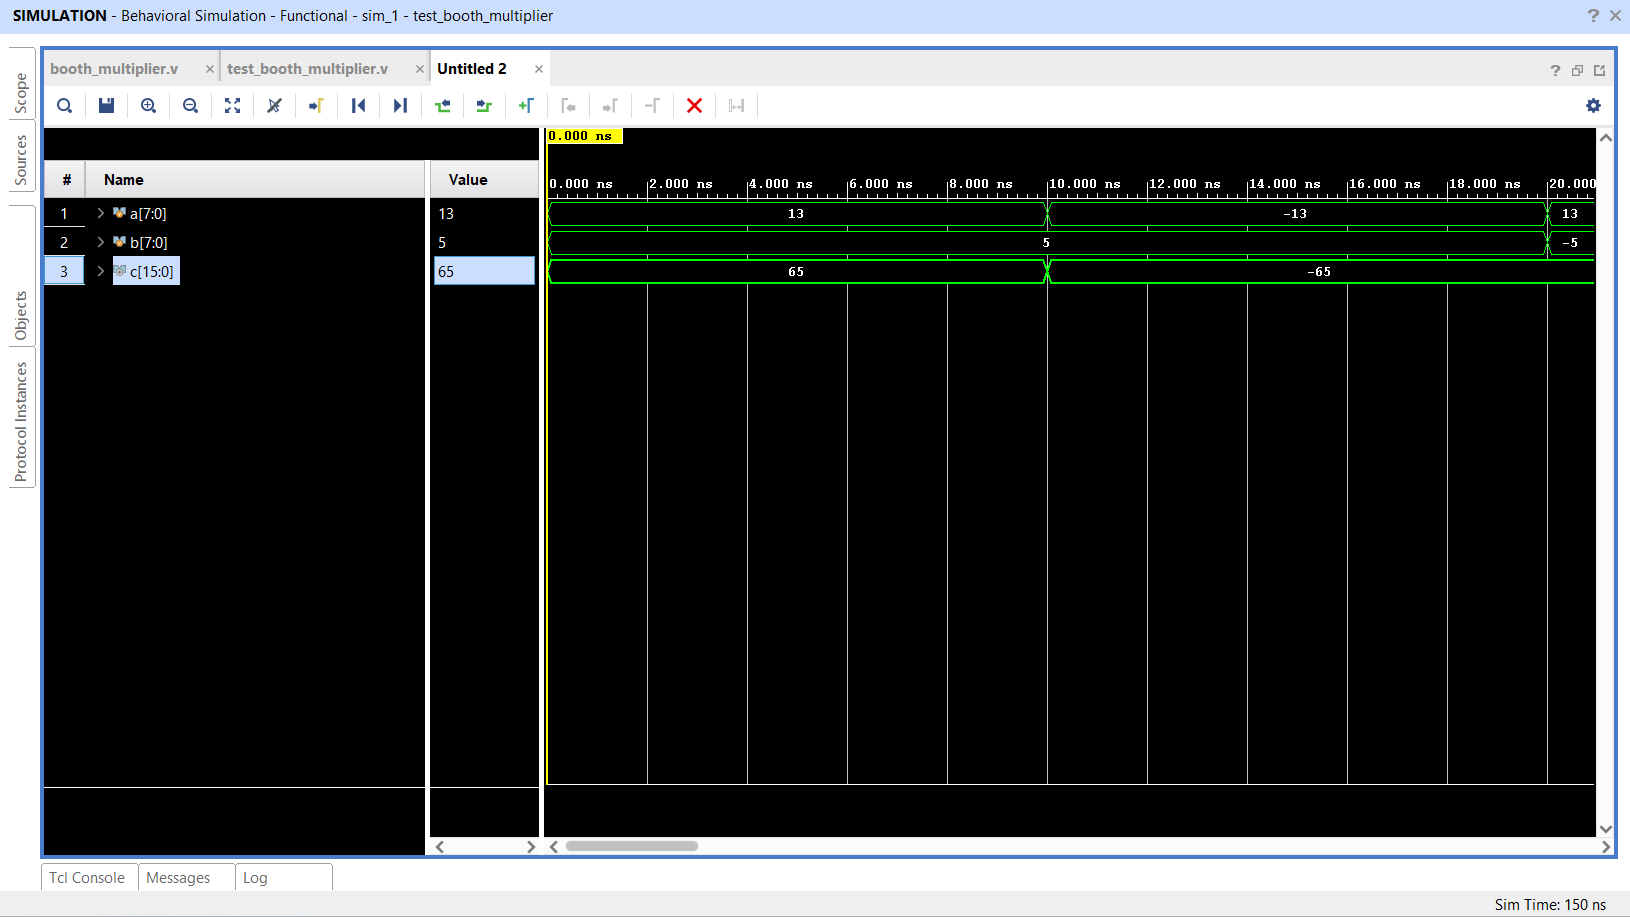 SIMULATION - Behavioral Simulation - Functional - sim_1 - test_booth_multiplier
Scope
Sources
Objects
Protocol Instances
booth_multiplier.v
test_booth_multiplier.v
Untitled 2
0.000 ns
# Name Value
0.000 ns 2.000 ns 4.000 ns 6.000 ns 8.000 ns 10.000 ns 12.000 ns 14.000 ns 16.000 ns 18.000 ns 20.000
1 a[7:0] 13 13 -13 13
2 b[7:0] 5 5 -5
3 c[15:0] 65 65 -65
Tcl Console Messages Log
Sim Time: 150 ns